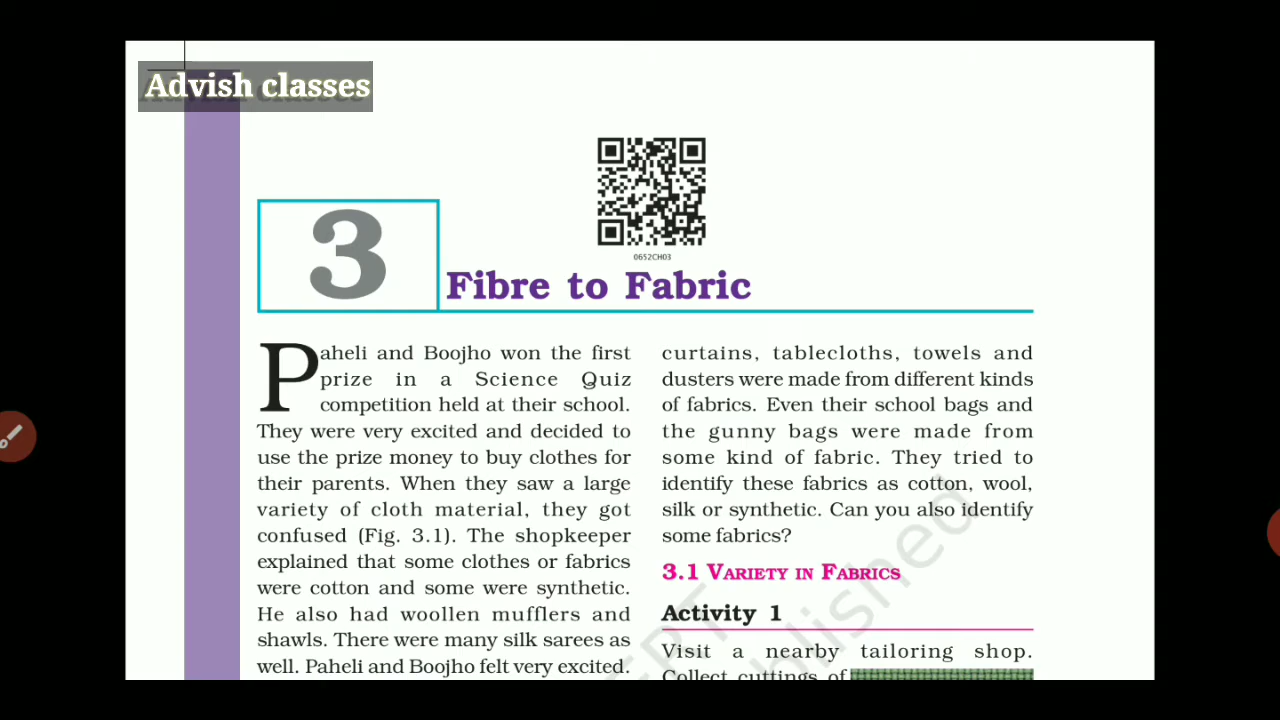 Advish classes
0652CH03
3
Fibre to Fabric
Paheli and Boojho won the first
prize in a Science Quiz
competition held at their school.
They were very excited and decided to
use the prize money to buy clothes for
their parents. When they saw a large
variety of cloth material, they got
confused (Fig. 3.1). The shopkeeper
explained that some clothes or fabrics
were cotton and some were synthetic.
He also had woollen mufflers and
shawls. There were many silk sarees as
well. Paheli and Boojho felt very excited.
curtains, tablecloths, towels and
dusters were made from different kinds
of fabrics. Even their school bags and
the gunny bags were made from
some kind of fabric. They tried to
identify these fabrics as cotton, wool,
silk or synthetic. Can you also identify
some fabrics?
3.1 Variety in Fabrics
Activity 1
Visit a nearby tailoring shop.
Collect cuttings of